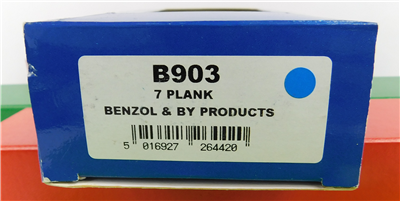 B903
7 PLANK
BENZOL & BY PRODUCTS
5 016927 264420